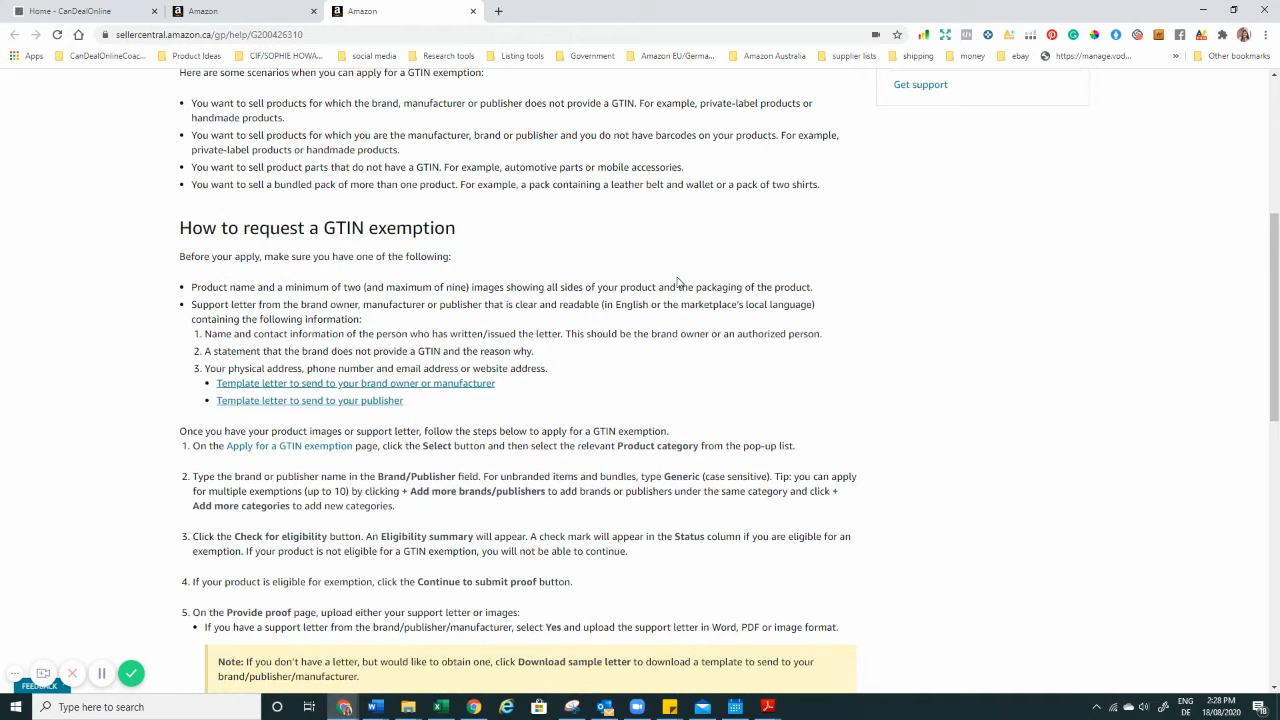 Home - CanDealOnline
Amazon
Amazon
sellercentral.amazon.ca/gp/help/G200426310
Apps CanDealOnlineCoac... Product Ideas CIF/SOPHIE HOWA... social media Research tools Listing tools Government Amazon EU/Germa... Amazon Australia supplier lists shipping money ebay https://manage.vod... » Other bookmarks
Here are some scenarios when you can apply for a GTIN exemption:
Get support
• You want to sell products for which the brand, manufacturer or publisher does not provide a GTIN. For example, private-label products or
handmade products.
• You want to sell products for which you are the manufacturer, brand or publisher and you do not have barcodes on your products. For example,
private-label products or handmade products.
• You want to sell product parts that do not have a GTIN. For example, automotive parts or mobile accessories.
• You want to sell a bundled pack of more than one product. For example, a pack containing a leather belt and wallet or a pack of two shirts.
How to request a GTIN exemption
Before your apply, make sure you have one of the following:
• Product name and a minimum of two (and maximum of nine) images showing all sides of your product and the packaging of the product.
• Support letter from the brand owner, manufacturer or publisher that is clear and readable (in English or the marketplace's local language)
containing the following information:
1. Name and contact information of the person who has written/issued the letter. This should be the brand owner or an authorized person.
2. A statement that the brand does not provide a GTIN and the reason why.
3. Your physical address, phone number and email address or website address.
• Template letter to send to your brand owner or manufacturer
• Template letter to send to your publisher
Once you have your product images or support letter, follow the steps below to apply for a GTIN exemption.
1. On the Apply for a GTIN exemption page, click the Select button and then select the relevant Product category from the pop-up list.
2. Type the brand or publisher name in the Brand/Publisher field. For unbranded items and bundles, type Generic (case sensitive). Tip: you can apply
for multiple exemptions (up to 10) by clicking + Add more brands/publishers to add brands or publishers under the same category and click +
Add more categories to add new categories.
3. Click the Check for eligibility button. An Eligibility summary will appear. A check mark will appear in the Status column if you are eligible for an
exemption. If your product is not eligible for a GTIN exemption, you will not be able to continue.
4. If your product is eligible for exemption, click the Continue to submit proof button.
5. On the Provide proof page, upload either your support letter or images:
• If you have a support letter from the brand/publisher/manufacturer, select Yes and upload the support letter in Word, PDF or image format.
Note: If you don't have a letter, but would like to obtain one, click Download sample letter to download a template to send to your
brand/publisher/manufacturer.
FEEDBACK
Type here to search
ENG
DE
2:28 PM
18/08/2020